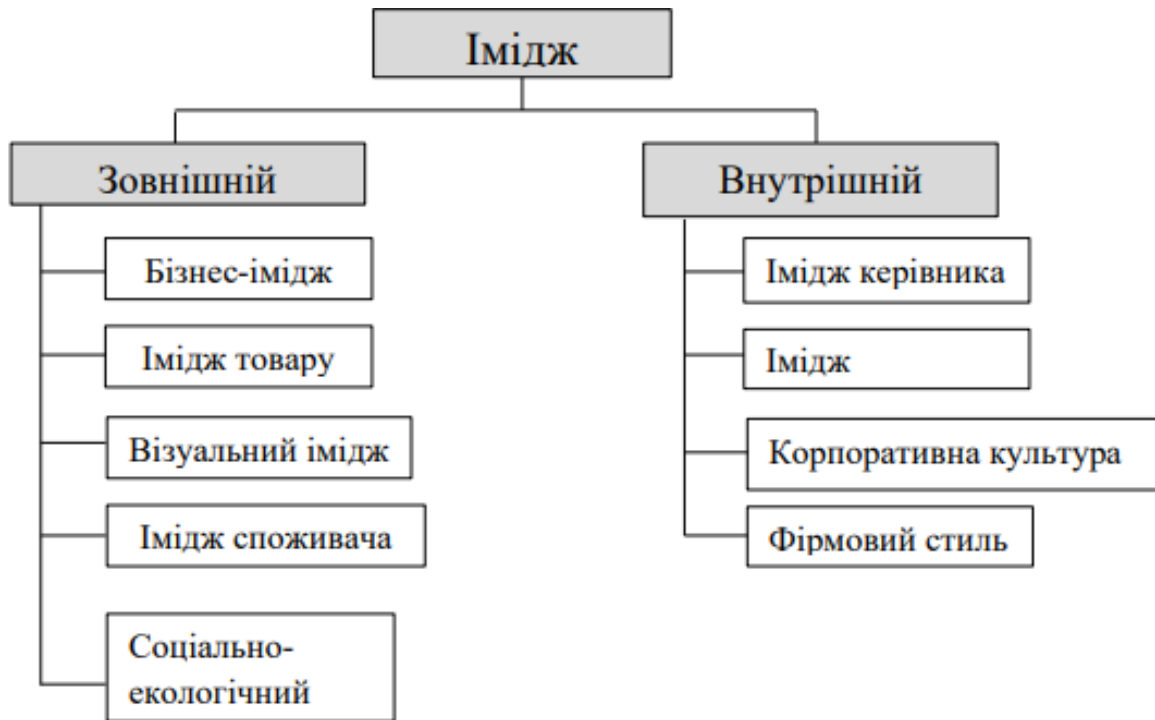 Імідж
Зовнішній
Бізнес-імідж
Імідж товару
Візуальний імідж
Імідж споживача
Соціально-
екологічний
Внутрішній
Імідж керівника
Імідж
Корпоративна культура
Фірмовий стиль